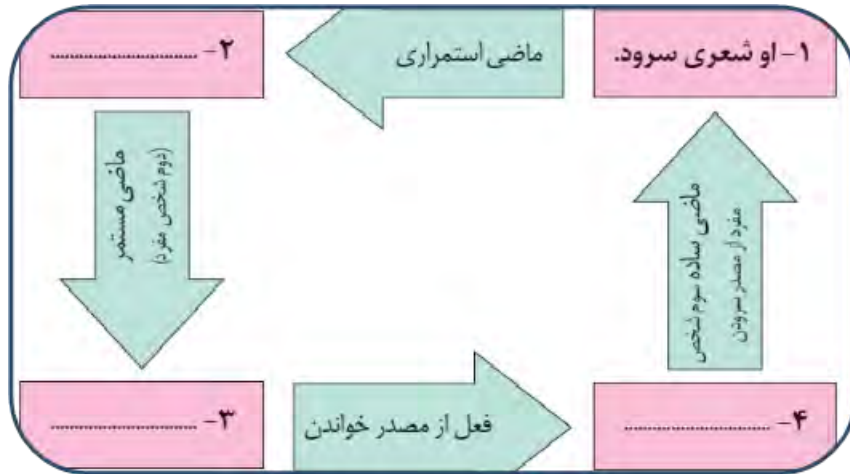 ۱- او شعری سرود.
ماضی استمراری
۲- ..............................
ماضی مستمر
(دوم شخص مفرد)
۳- ..............................
فعل از مصدر خواندن
۴- ..............................
ماضی ساده سوم شخص
مفرد از مصدر سرودن